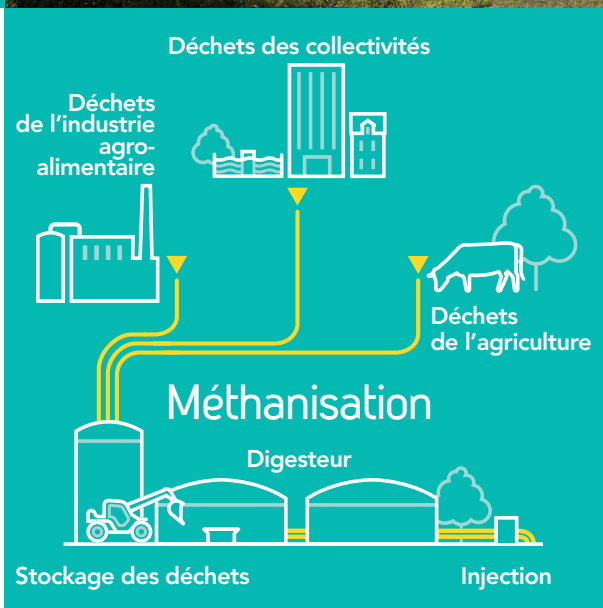 Déchets des collectivités
Déchets
de l'industrie
agro-
alimentaire
Déchets
de l'agriculture
Méthanisation
Digesteur
Stockage des déchets
Injection